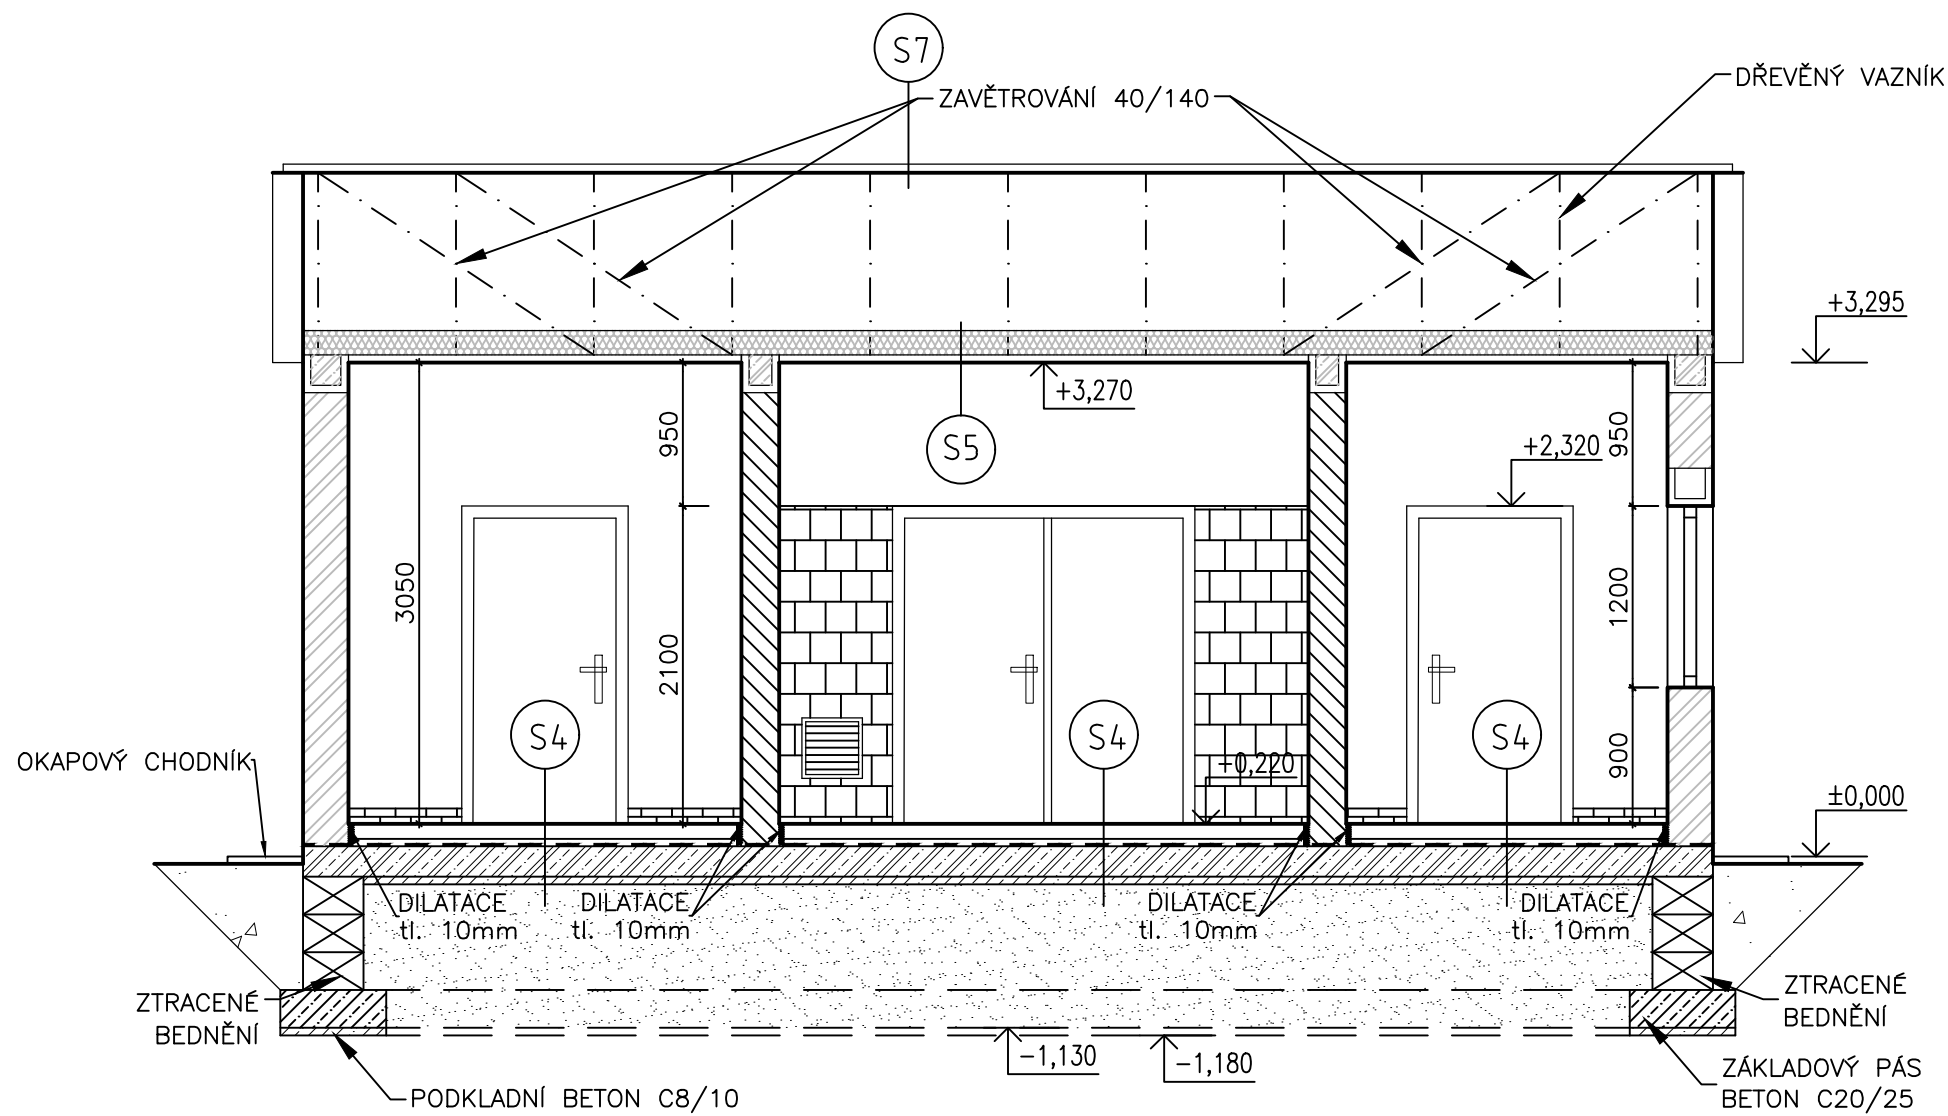 S7
DŘEVĚNÝ VAZNÍK
ZAVĚTROVÁNÍ 40/140
+3,295
+3,270
950
S5
+2,320
950
3050
2100
1200
S4
S4
S4
900
+0,220
OKAPOVÝ CHODNÍK
±0,000
DILATACE
tl. 10mm
DILATACE
tl. 10mm
DILATACE
tl. 10mm
DILATACE
tl. 10mm
ZTRACENÉ
BEDNĚNÍ
ZTRACENÉ
BEDNĚNÍ
-1,130
-1,180
ZÁKLADOVÝ PÁS
BETON C20/25
PODKLADNÍ BETON C8/10